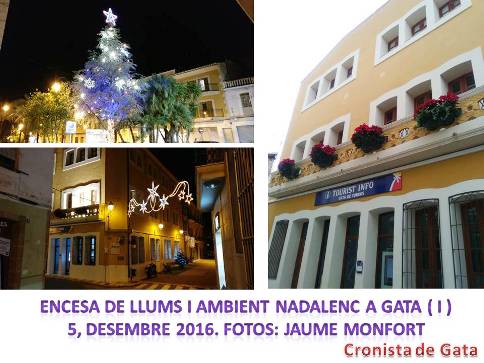 i TOURIST INFO
ENCESA DE LLUMS I AMBIENT NADALENC A GATA ( I )
5, DESEMBRE 2016. FOTOS: JAUME MONFORT
Cronista de Gata